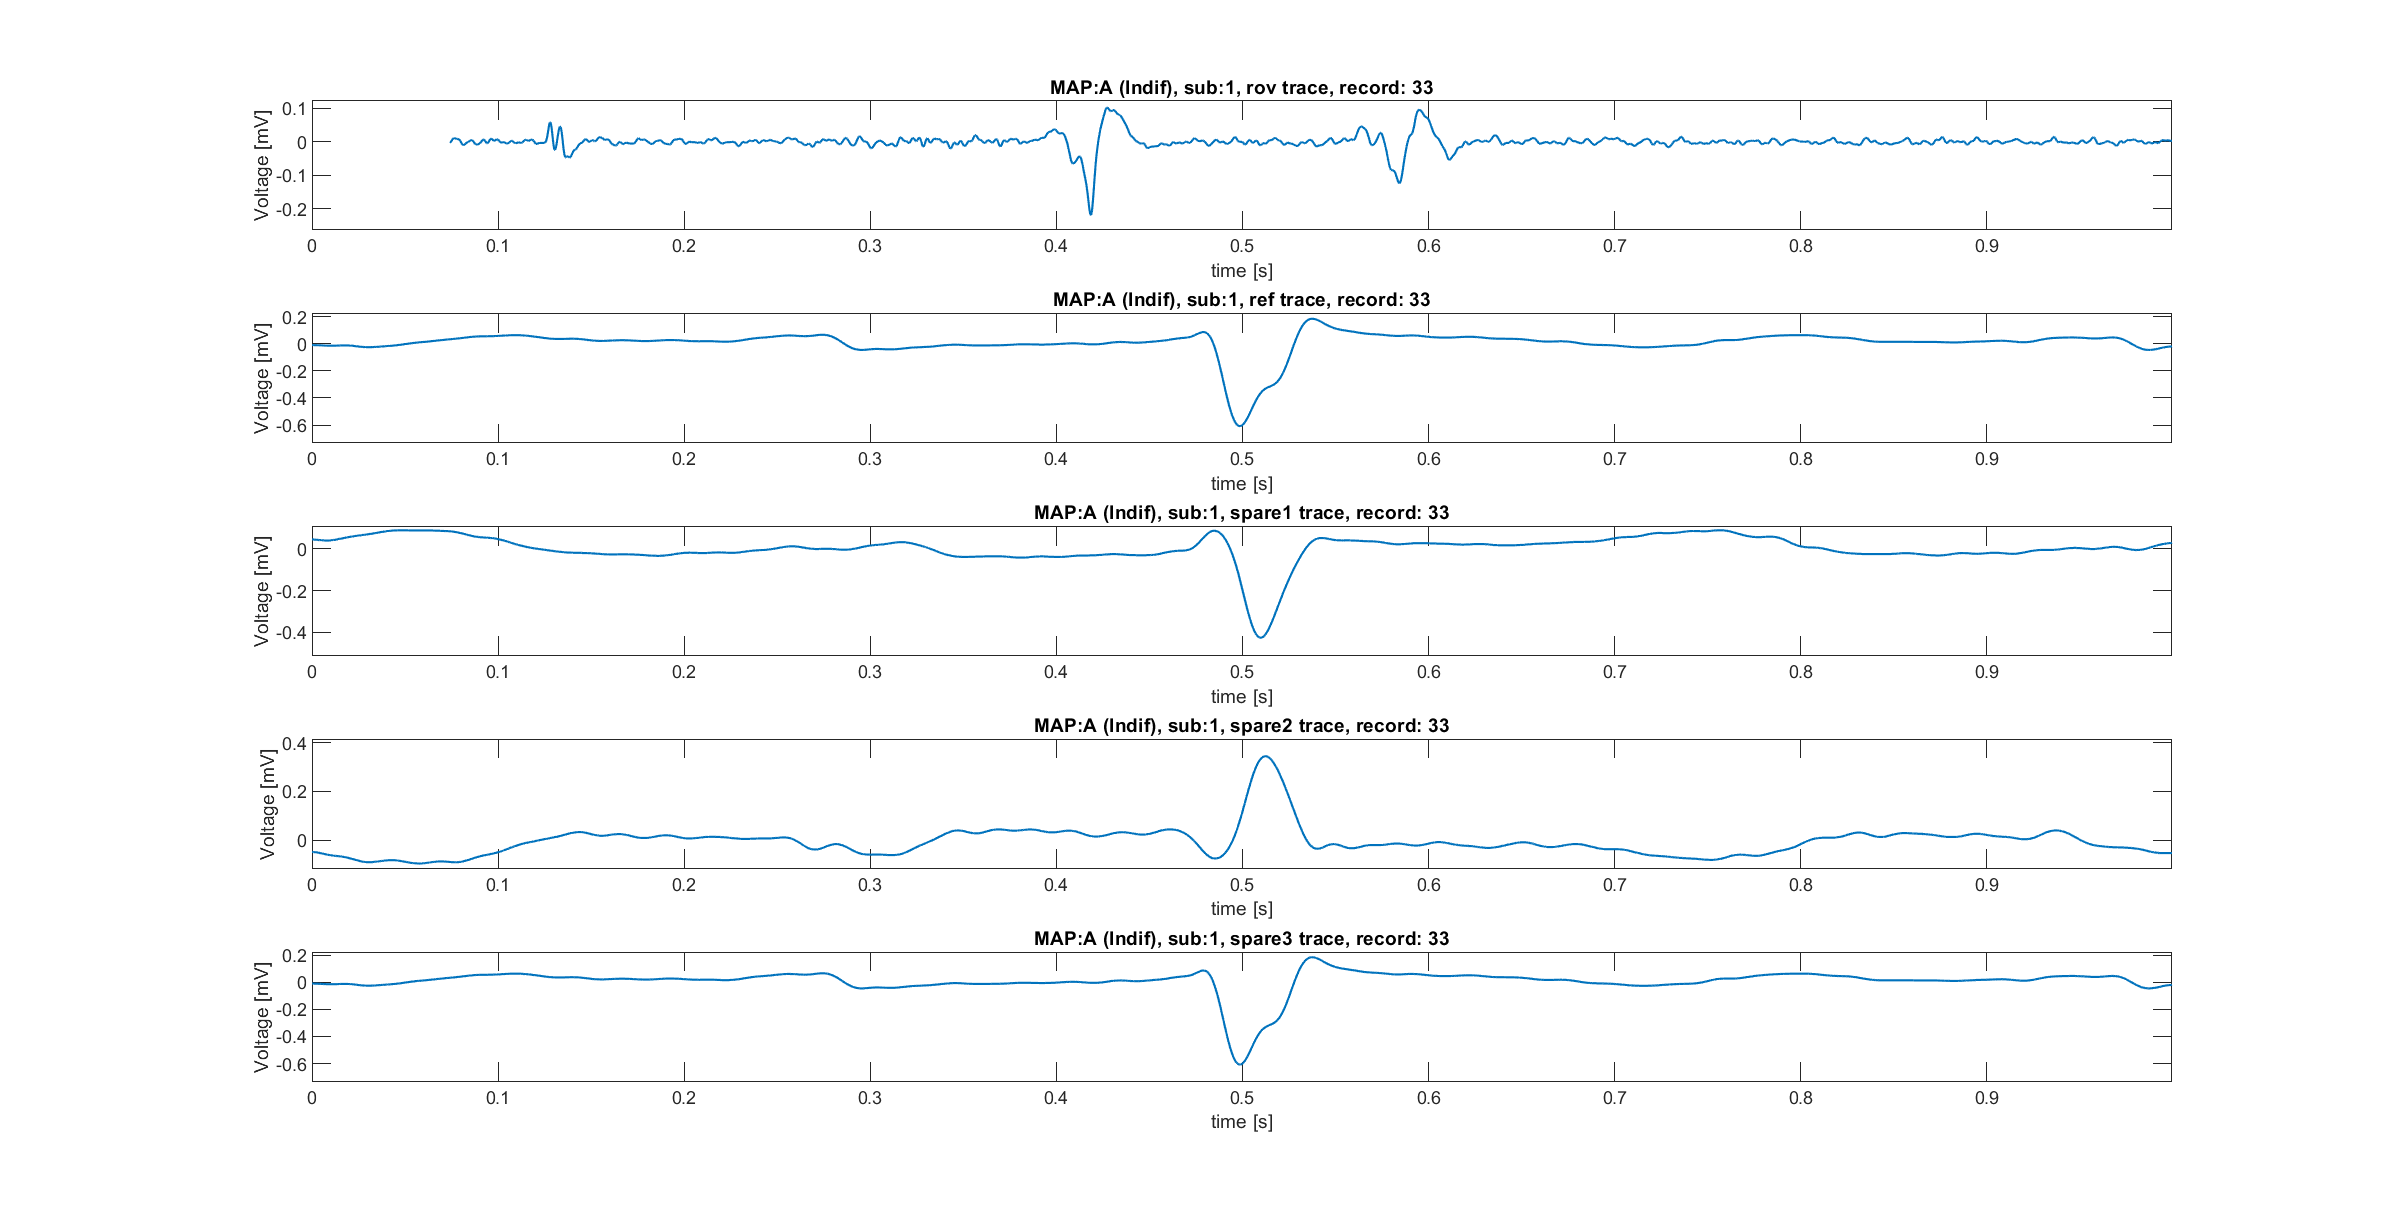 MAP:A (Indif), sub:1, rov trace, record: 33
Voltage [mV]
0.1
0
-0.1
-0.2
0 0.1 0.2 0.3 0.4 0.5 0.6 0.7 0.8 0.9
time [s]
MAP:A (Indif), sub:1, ref trace, record: 33
Voltage [mV]
0.2
0
-0.2
-0.4
-0.6
0 0.1 0.2 0.3 0.4 0.5 0.6 0.7 0.8 0.9
time [s]
MAP:A (Indif), sub:1, spare1 trace, record: 33
Voltage [mV]
0
-0.2
-0.4
0 0.1 0.2 0.3 0.4 0.5 0.6 0.7 0.8 0.9
time [s]
MAP:A (Indif), sub:1, spare2 trace, record: 33
Voltage [mV]
0.4
0.2
0
0 0.1 0.2 0.3 0.4 0.5 0.6 0.7 0.8 0.9
time [s]
MAP:A (Indif), sub:1, spare3 trace, record: 33
Voltage [mV]
0.2
0
-0.2
-0.4
-0.6
0 0.1 0.2 0.3 0.4 0.5 0.6 0.7 0.8 0.9
time [s]